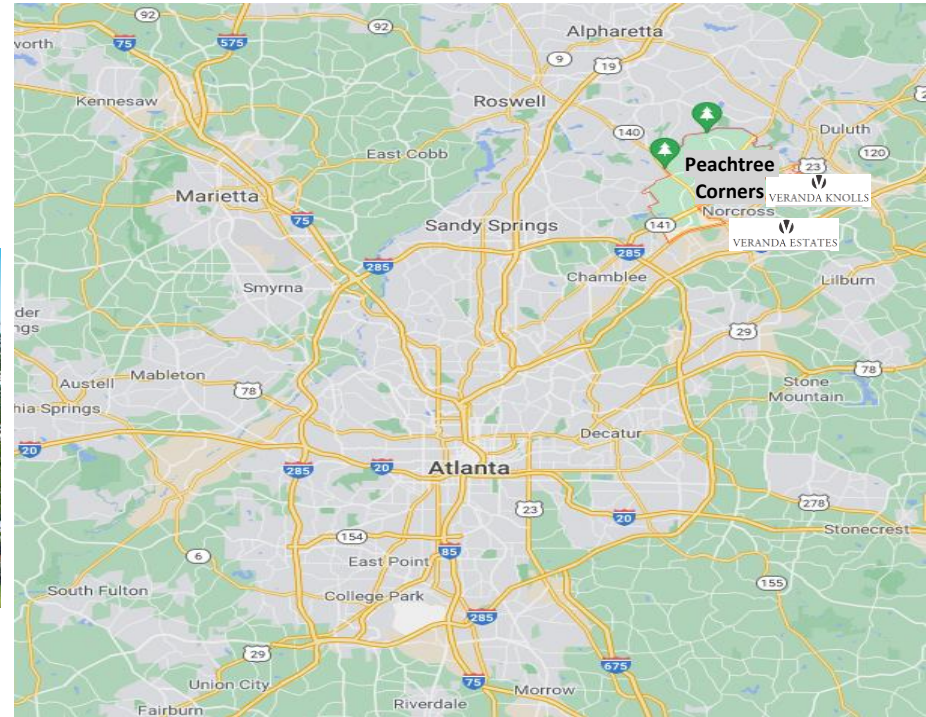 92
75
575
92
Alpharetta
worth
9
19
Kennesaw
Roswell
140
Duluth
East Cobb
120
23
Peachtree
Corners
Marietta
VERANDA KNOLLS
75
Norcross
Sandy Springs
141
VERANDA ESTATES
285
285
Chamblee
Lilburn
Smyrna
der
ngs
29
Mableton
78
Austell
78
Stone
Mountain
hia Springs
Decatur
20
285
20
Atlanta
23
20
278
Stonecrest
154
85
East Point
6
155
South Fulton
College Park
285
29
675
Union City
75
Morrow
Riverdale
Fairburn